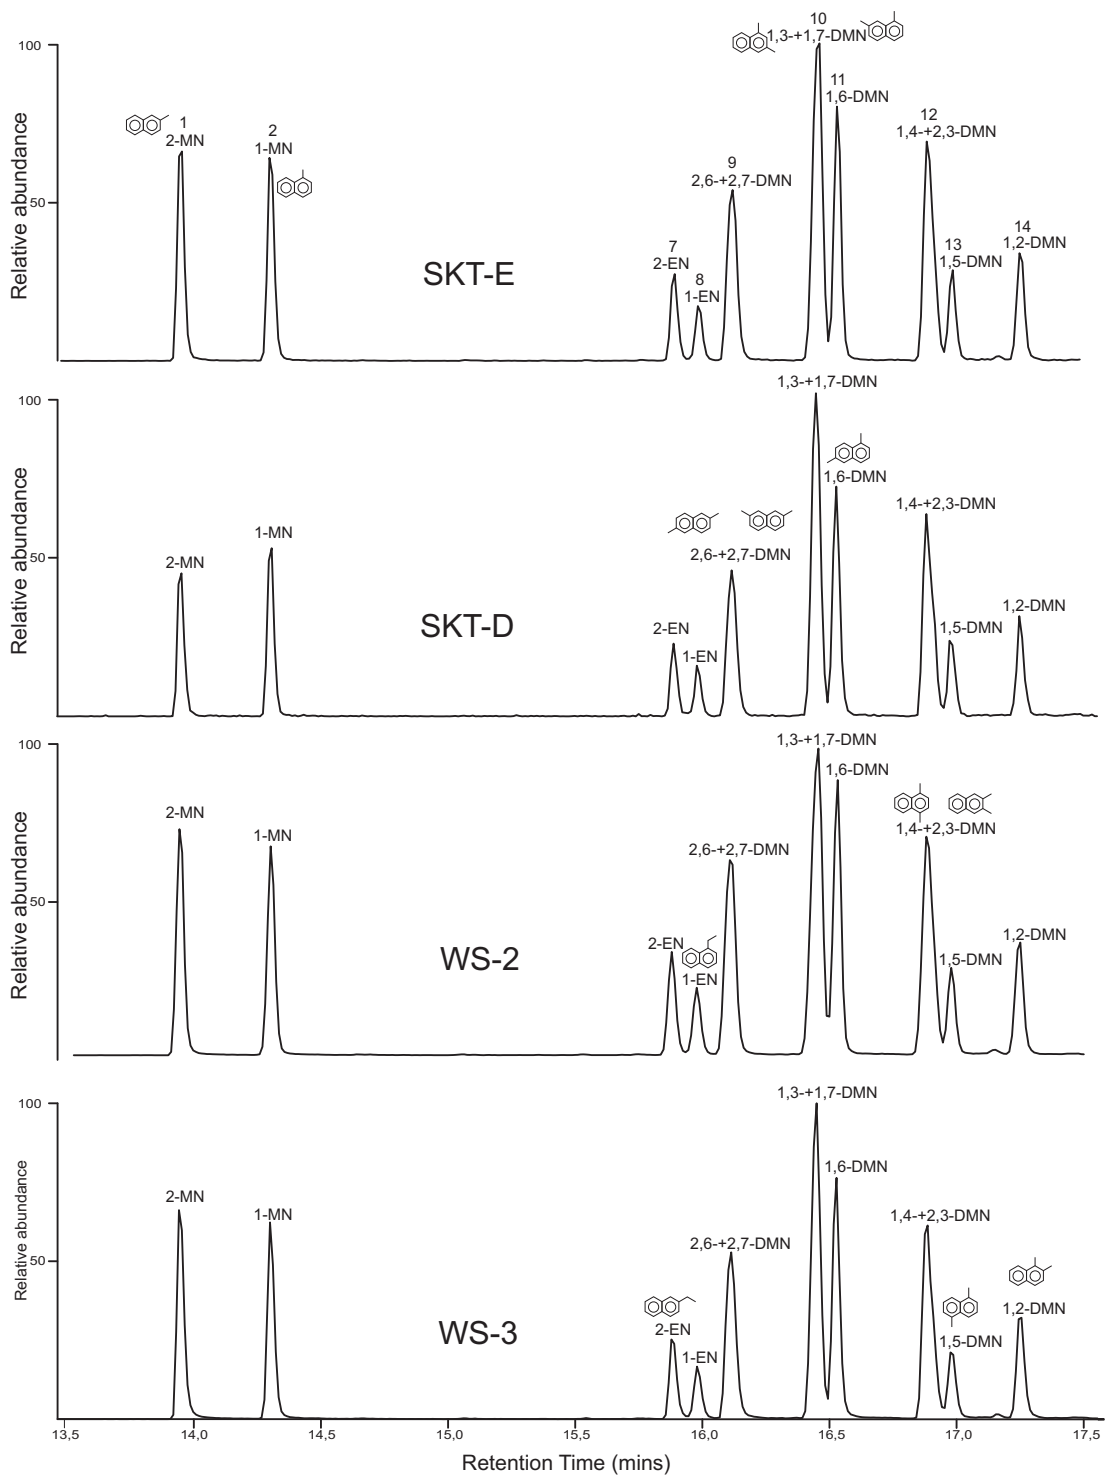 10
1,3-+1,7-DMN
100
11
1,6-DMN
1
2-MN
2
1-MN
12
1,4-+2,3-DMN
9
2,6-+2,7-DMN
50
Relative abundance
SKT-E
7
2-EN
8
1-EN
13
1,5-DMN
14
1,2-DMN
1,3-+1,7-DMN
100
1,6-DMN
1,4-+2,3-DMN
1-MN
2-MN
50
2,6-+2,7-DMN
Relative abundance
SKT-D
2-EN
1-EN
1,5-DMN
1,2-DMN
1,3-+1,7-DMN
100
1,6-DMN
2-MN
1-MN
1,4-+2,3-DMN
2,6-+2,7-DMN
50
Relative abundance
WS-2
2-EN
1-EN
1,5-DMN
1,2-DMN
1,3-+1,7-DMN
100
1,6-DMN
2-MN
1-MN
1,4-+2,3-DMN
2,6-+2,7-DMN
50
Relative abundance
WS-3
2-EN
1-EN
1,5-DMN
1,2-DMN
13,5 14,0 14,5 15,0 15,5 16,0 16,5 17,0 17,5
Retention Time (mins)